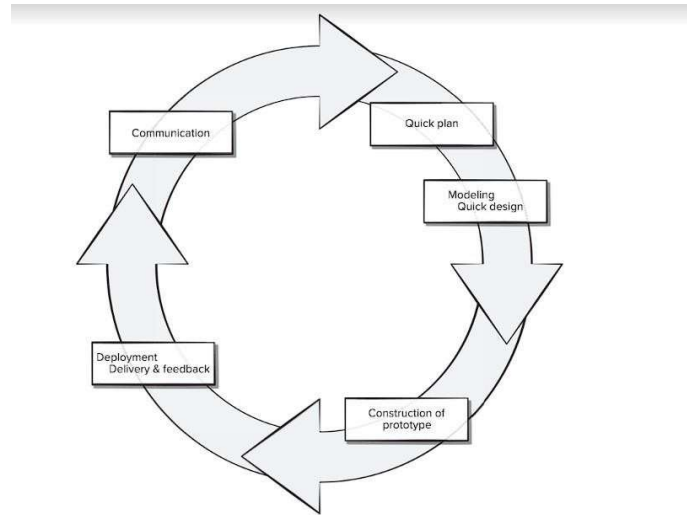 Communication
Quick plan
Modeling
Quick design
Construction of
prototype
Deployment
Delivery & feedback